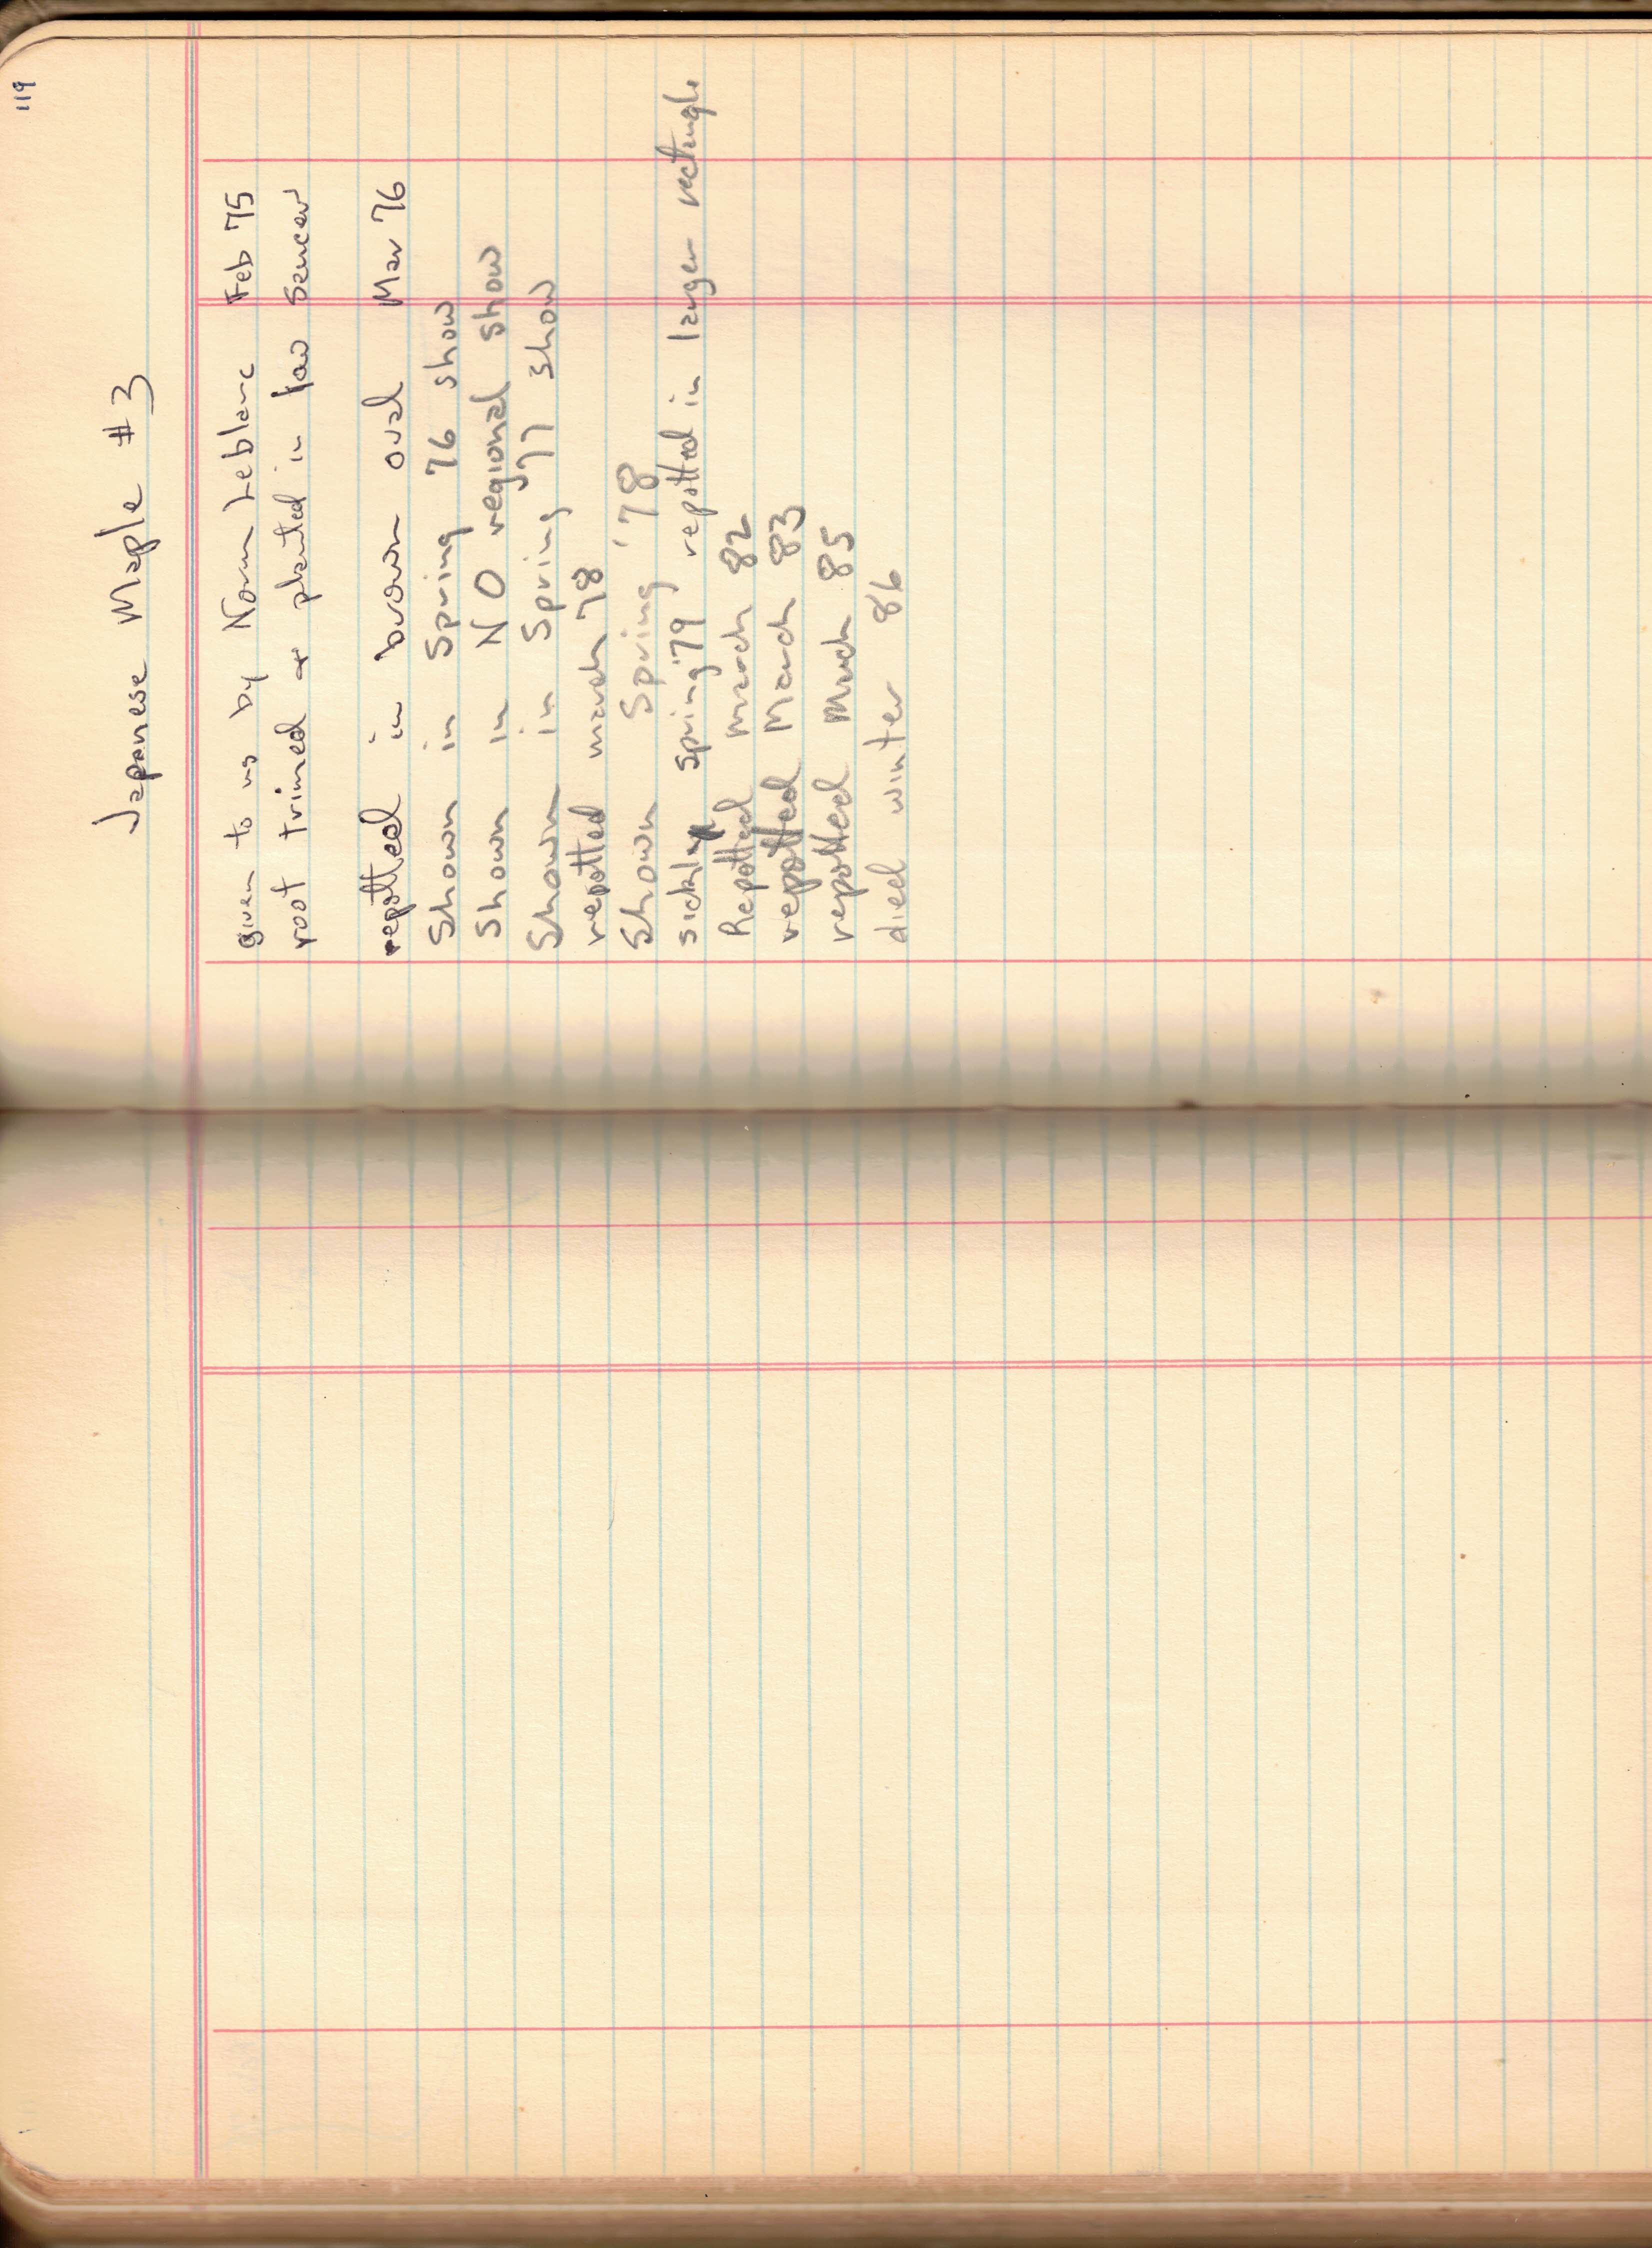 119
Japanese Maple #3
given to us by Norm Leblanc Feb 75
root trimed & planted in low saucer
repotted in brown oval Mar 76
Shown in Spring 76 show
Shown in N O regional show
Shown in Spring '77 show
repotted march 78
Shown Spring '78
sickly spring '79 repotted in larger rectangle
Repotted March 82
repotted March 83
repotted March 85
died winter 86